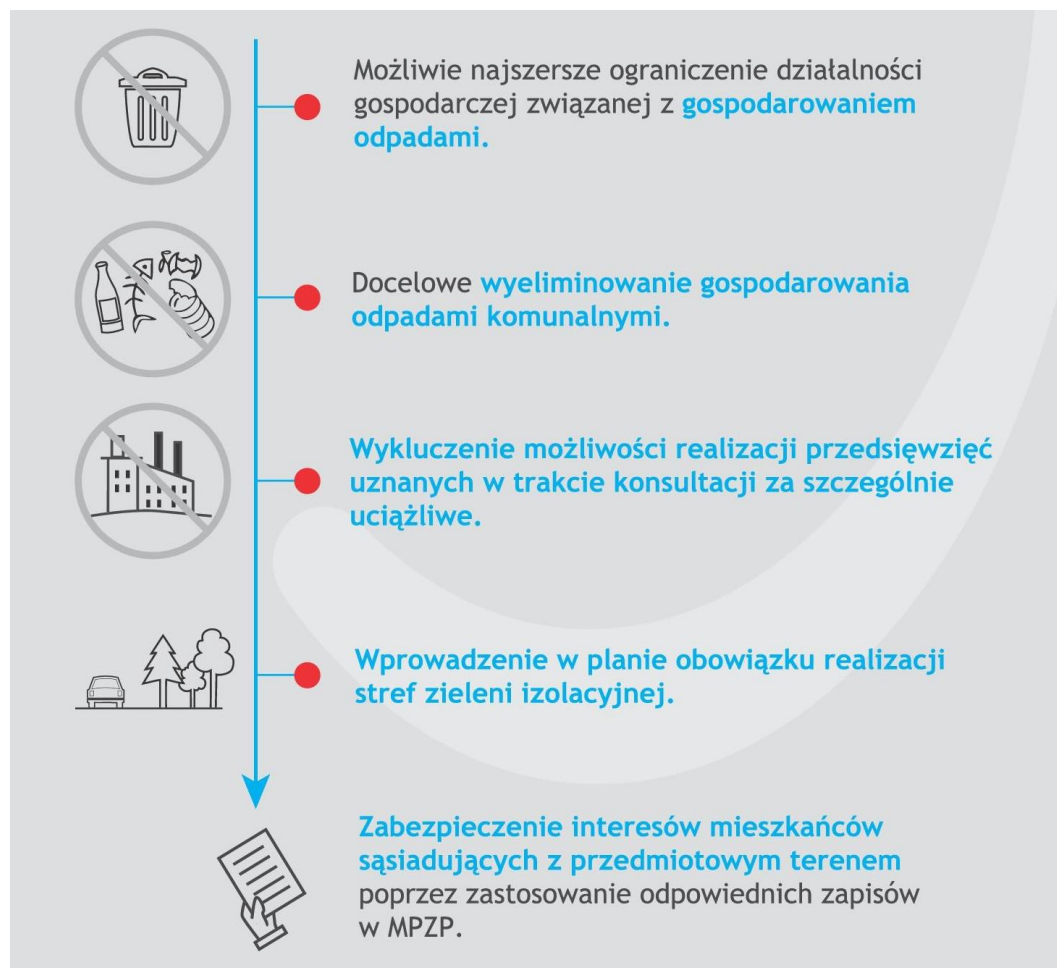 Możliwie najszersze ograniczenie działalności
gospodarczej związanej z gospodarowaniem
odpadami.
Docelowe wyeliminowanie gospodarowania
odpadami komunalnymi.
Wykluczenie możliwości realizacji przedsięwzięć
uznanych w trakcie konsultacji za szczególnie
uciążliwe.
Wprowadzenie w planie obowiązku realizacji
stref zieleni izolacyjnej.
Zabezpieczenie interesów mieszkańców
sąsiadujących z przedmiotowym terenem
poprzez zastosowanie odpowiednich zapisów
w MPZP.